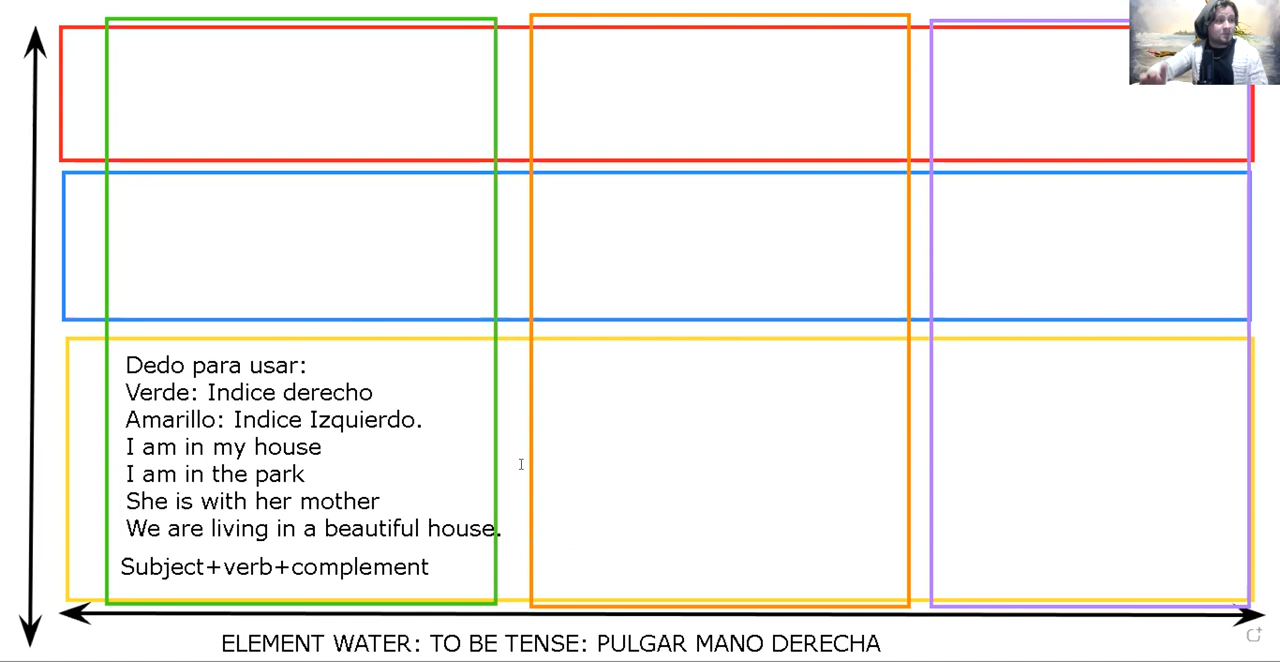 Dedo para usar:
Verde: Indice derecho
Amarillo: Indice Izquierdo.
I am in my house
I am in the park
She is with her mother
We are living in a beautiful house.
Subject+verb+complement
ELEMENT WATER: TO BE TENSE: PULGAR MANO DERECHA